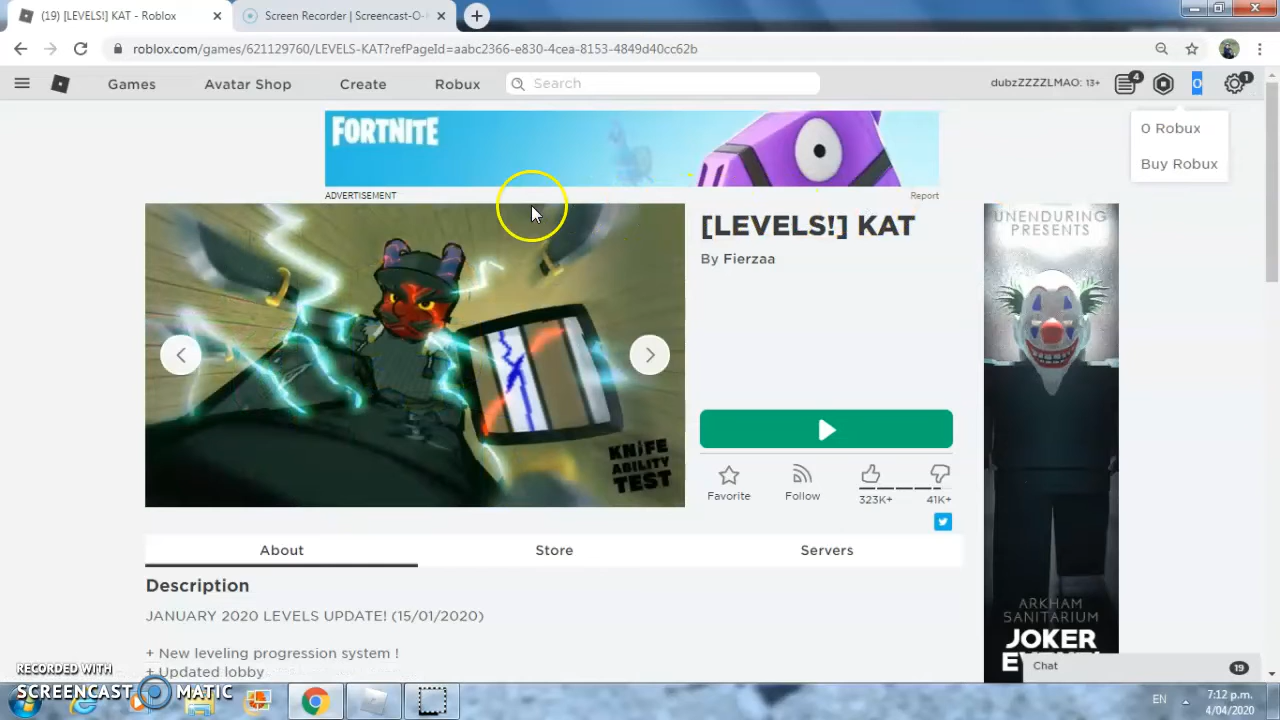 (19) [LEVELS!] KAT - Roblox
Screen Recorder | Screencast-O-
roblox.com/games/621129760/LEVELS-KAT?refPageId=aabc2366-e830-4cea-8153-4849d40cc62b
Games
Avatar Shop
Create
Robux
Search
dubzZZZZLMAO: 13+
4
0
1
0 Robux
Buy Robux
FORTNITE
ADVERTISEMENT
Report
[LEVELS!] KAT
By Fierzaa
UNENDURING
PRESENTS
KNIFE
ABILITY
TEST
Favorite
Follow
323K+
41K+
About
Store
Servers
Description
JANUARY 2020 LEVELS UPDATE! (15/01/2020)
+ New leveling progression system !
+ Updated lobby
ARKHAM
SANITARIUM
JOKER
Chat
19
RECORDED WITH
SCREENCAST MATIC
EN
7:12 p.m.
4/04/2020